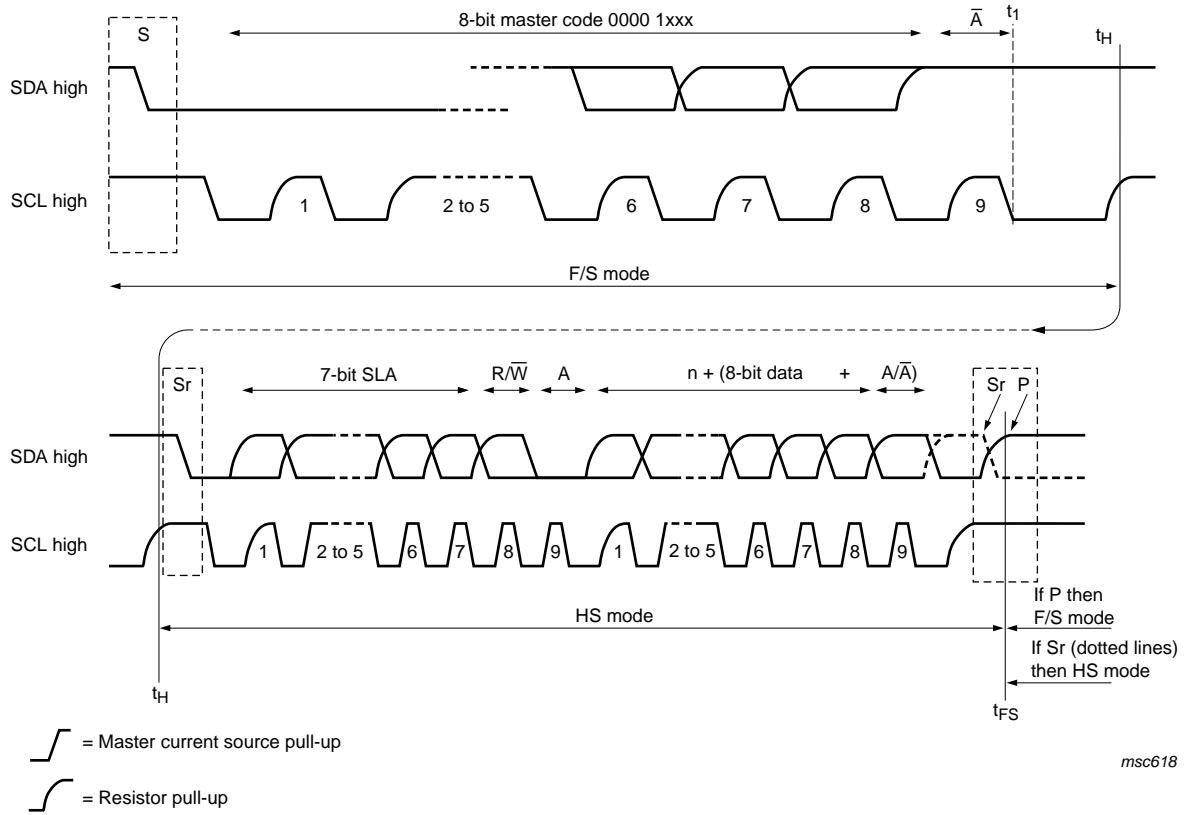 8-bit master code 0000 1xxx
A̅
t1
S
tH
SDA high
SCL high
1
2 to 5
6
7
8
9
F/S mode
7-bit SLA
R/W̅
A
n + (8-bit data
+
A/A̅)
Sr
Sr
P
SDA high
SCL high
1
2 to 5
6
7
8
9
1
2 to 5
6
7
8
9
If P then
F/S mode
HS mode
If Sr (dotted lines)
then HS mode
tH
tFS
= Master current source pull-up
msc618
= Resistor pull-up